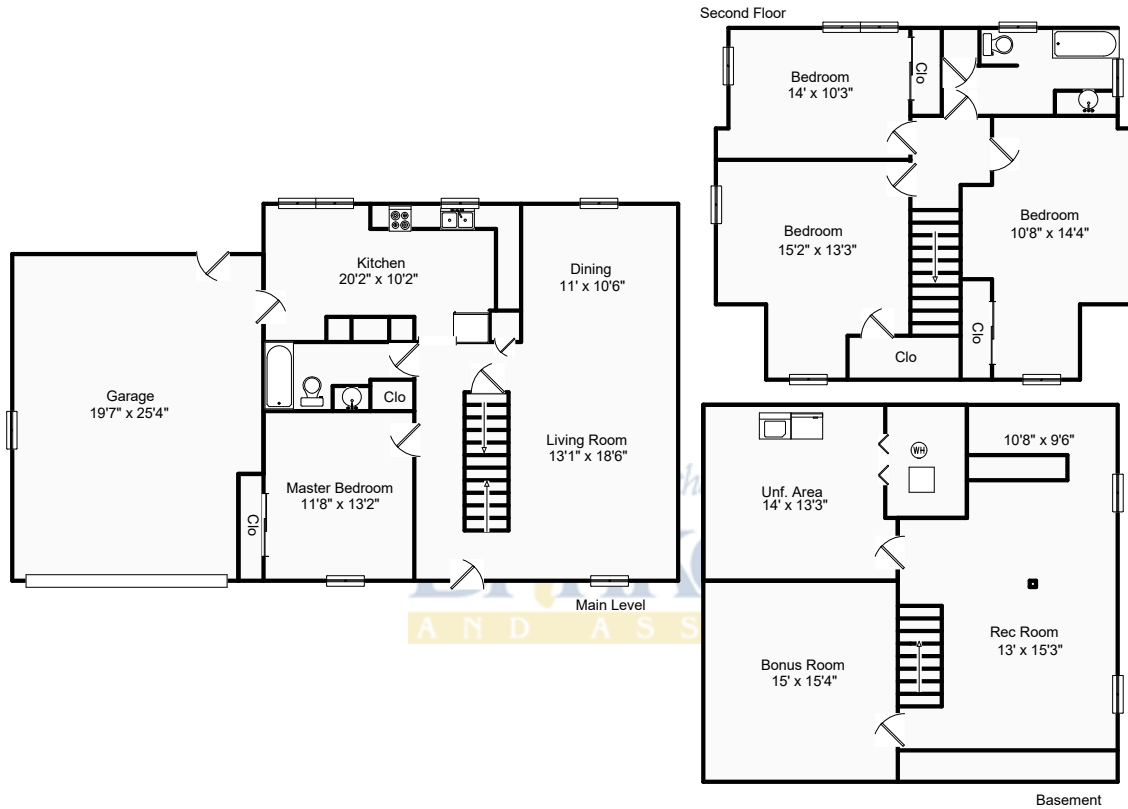 Second Floor
Bedroom
14' x 10'3"
Clo
Bedroom
15'2" x 13'3"
Bedroom
10'8" x 14'4"
Clo
Clo
Kitchen
20'2" x 10'2"
Dining
11' x 10'6"
Garage
19'7" x 25'4"
Clo
Living Room
13'1" x 18'6"
Master Bedroom
11'8" x 13'2"
Clo
Main Level
AND ASS
10'8" x 9'6"
WH
Unf. Area
14' x 13'3"
Rec Room
13' x 15'3"
Bonus Room
15' x 15'4"
Basement